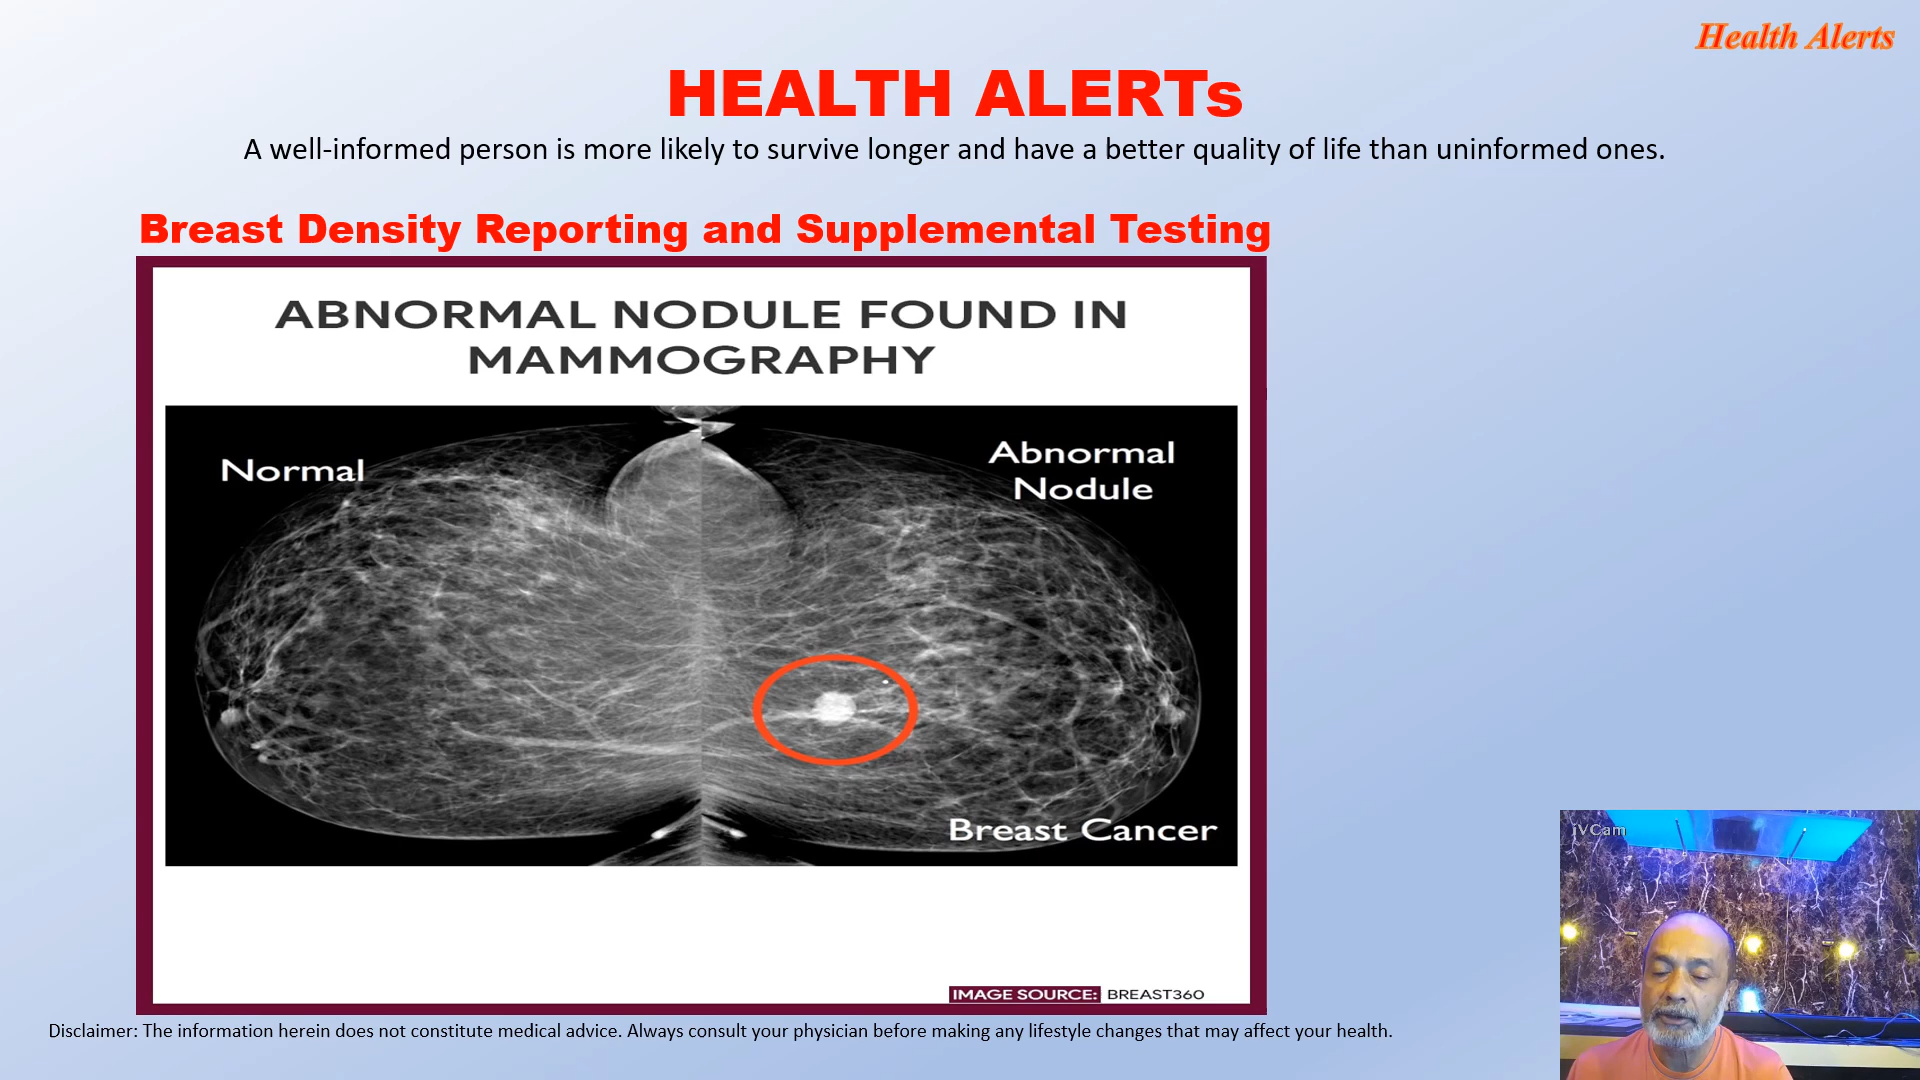 Health Alerts
HEALTH ALERTs
A well-informed person is more likely to survive longer and have a better quality of life than uninformed ones.
Breast Density Reporting and Supplemental Testing
ABNORMAL NODULE FOUND IN
MAMMOGRAPHY
Normal
Abnormal
Nodule
Breast Cancer
IMAGE SOURCE: BREAST360
Disclaimer: The information herein does not constitute medical advice. Always consult your physician before making any lifestyle changes that may affect your health.
iVCam